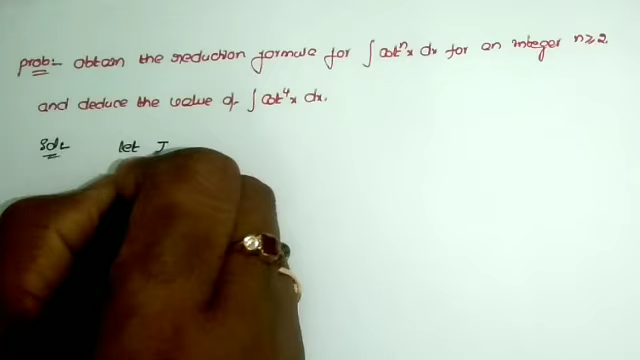 prob:- obtain the reduction formula for ∫ cotⁿx dx for an integer n≥2
and deduce the value of ∫ cot⁴x dx.
Sol:- let I